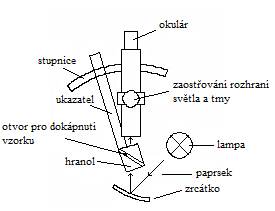 okulár
stupnice
zaostřování rozhraní
světla a tmy
ukazatel
otvor pro dokápnutí
vzorku
lampa
hranol
paprsek
zrcátko